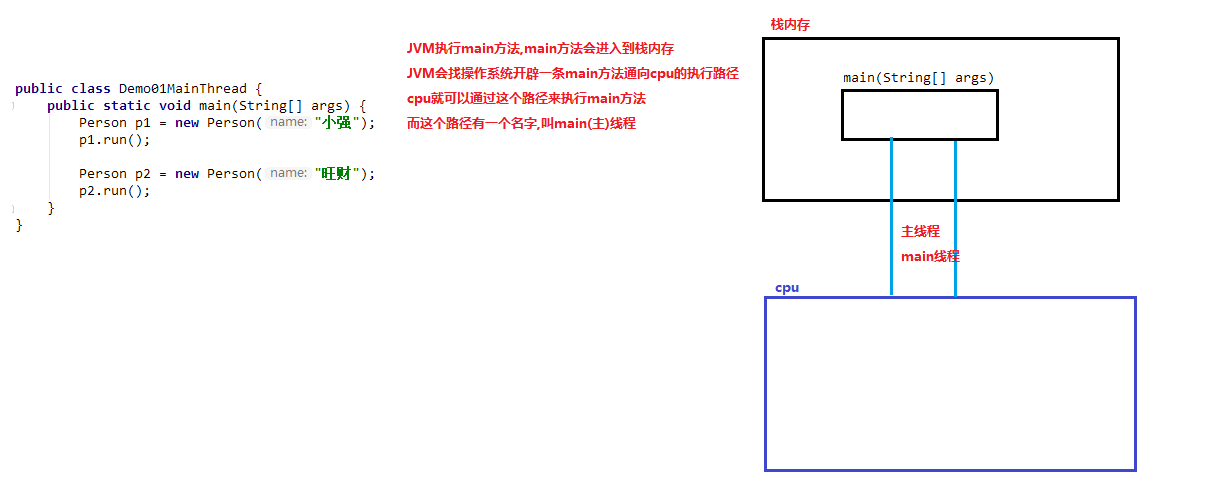 public class Demo01MainThread {
    public static void main(String[] args) {
        Person p1 = new Person( name: "小强");
        p1.run();
        Person p2 = new Person( name: "旺财");
        p2.run();
    }
}
JVM执行main方法,main方法会进入到栈内存
JVM会找操作系统开辟一条main方法通向cpu的执行路径
cpu就可以通过这个路径来执行main方法
而这个路径有一个名字,叫main(主)线程
栈内存
main(String[] args)
主线程
main线程
cpu